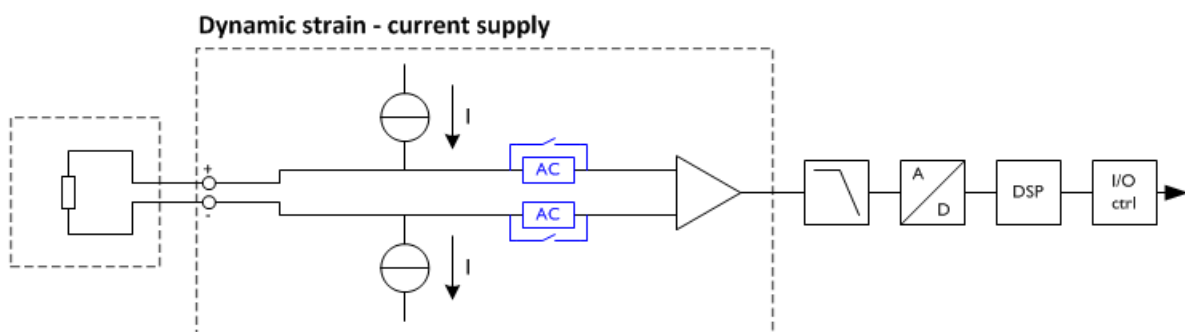 Dynamic strain - current supply
I
+
-
AC
AC
I
A
D
DSP
I/O
ctrl